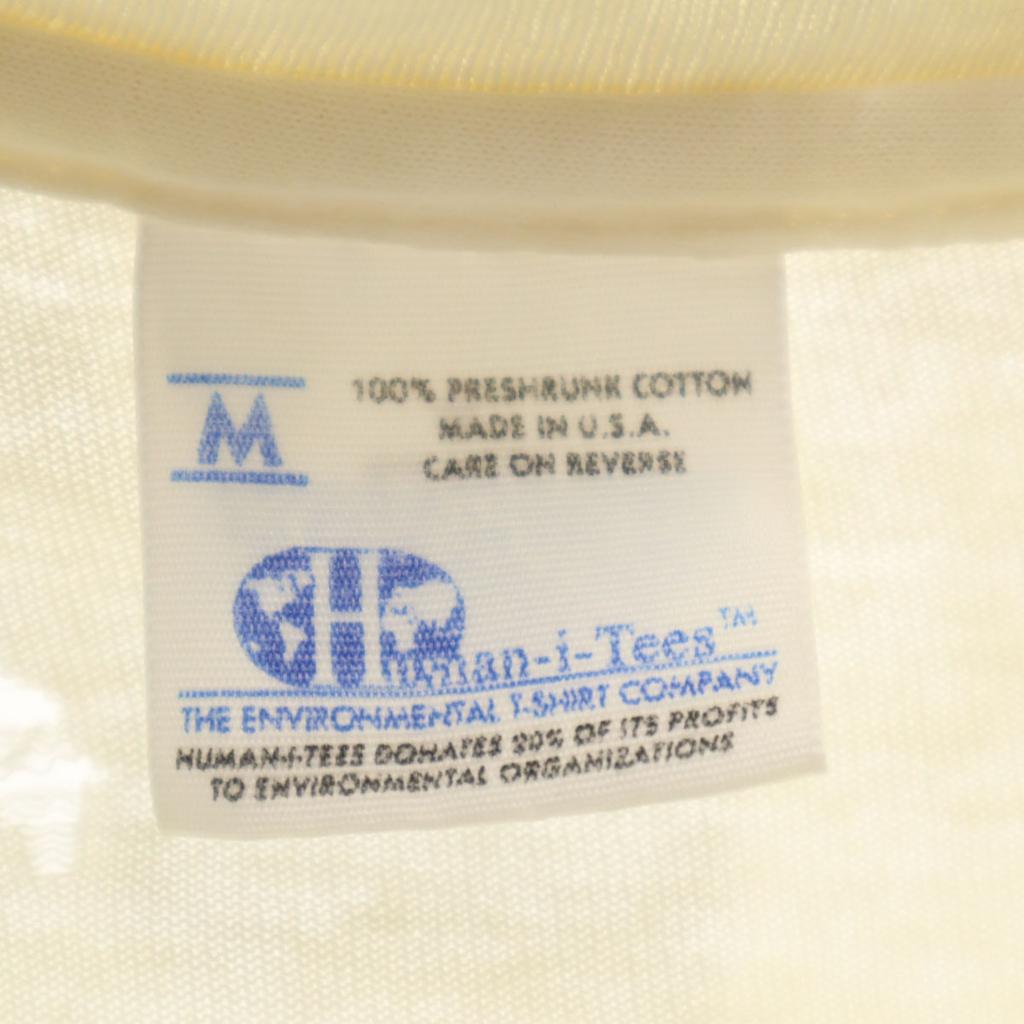 M
100% PRESHRUNK COTTON
MADE IN U.S.A.
CARE ON REVERSE
Human-i-Tees™
THE ENVIRONMENTAL T-SHIRT COMPANY
HUMAN-I-TEES DONATES 20% OF ITS PROFITS
TO ENVIRONMENTAL ORGANIZATIONS